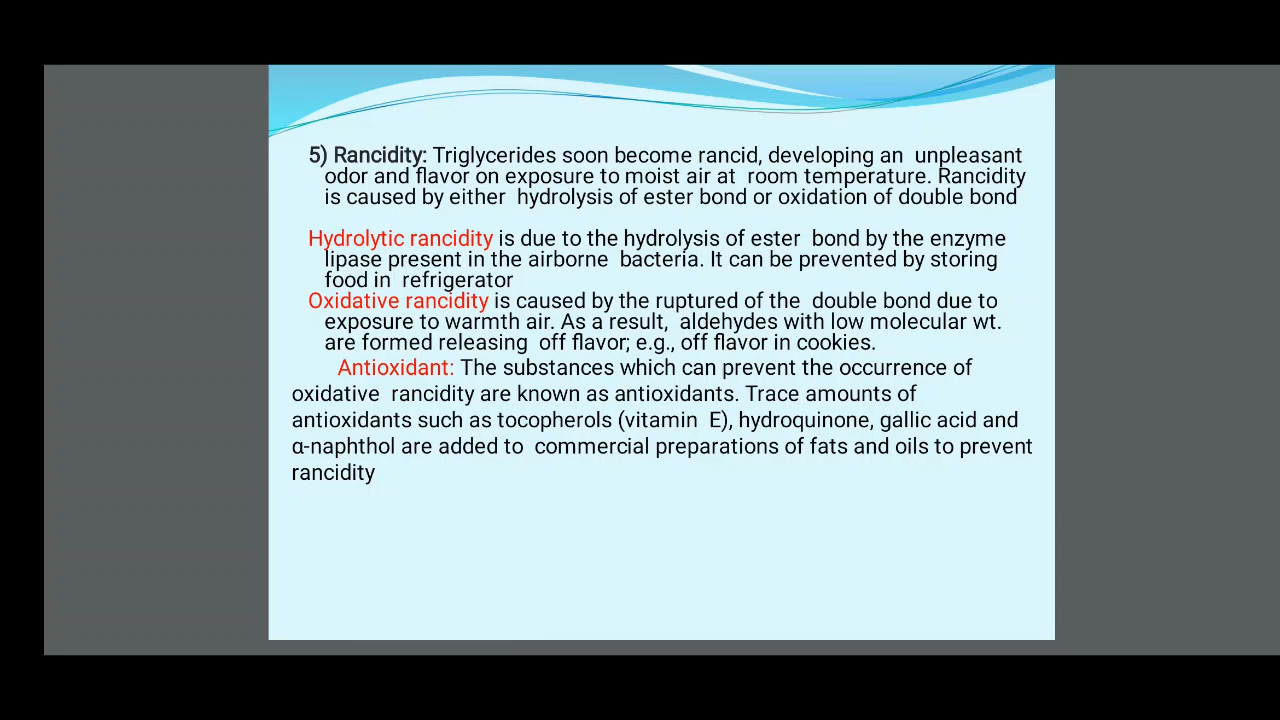 5) Rancidity: Triglycerides soon become rancid, developing an unpleasant
odor and flavor on exposure to moist air at room temperature. Rancidity
is caused by either hydrolysis of ester bond or oxidation of double bond
Hydrolytic rancidity is due to the hydrolysis of ester bond by the enzyme
lipase present in the airborne bacteria. It can be prevented by storing
food in refrigerator
Oxidative rancidity is caused by the ruptured of the double bond due to
exposure to warmth air. As a result, aldehydes with low molecular wt.
are formed releasing off flavor; e.g., off flavor in cookies.
Antioxidant: The substances which can prevent the occurrence of
oxidative rancidity are known as antioxidants. Trace amounts of
antioxidants such as tocopherols (vitamin E), hydroquinone, gallic acid and
α-naphthol are added to commercial preparations of fats and oils to prevent
rancidity